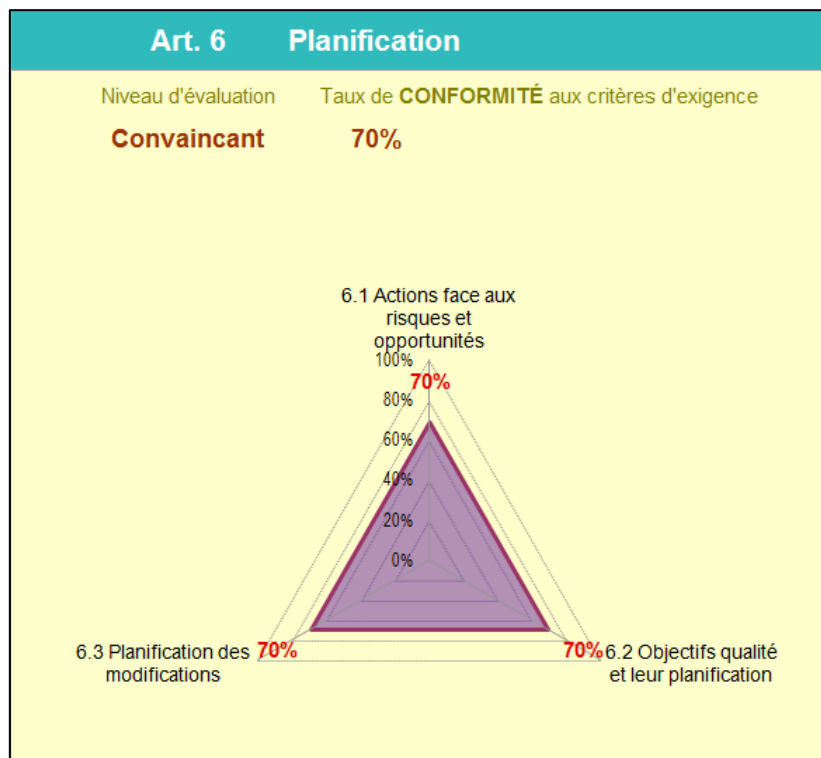 Art. 6 Planification
Niveau d'évaluation Taux de CONFORMITÉ aux critères d'exigence
Convaincant 70%
6.1 Actions face aux
risques et
opportunités
100%
70%
80%
60%
40%
20%
0%
6.3 Planification des
modifications
70%
70%
6.2 Objectifs qualité
et leur planification